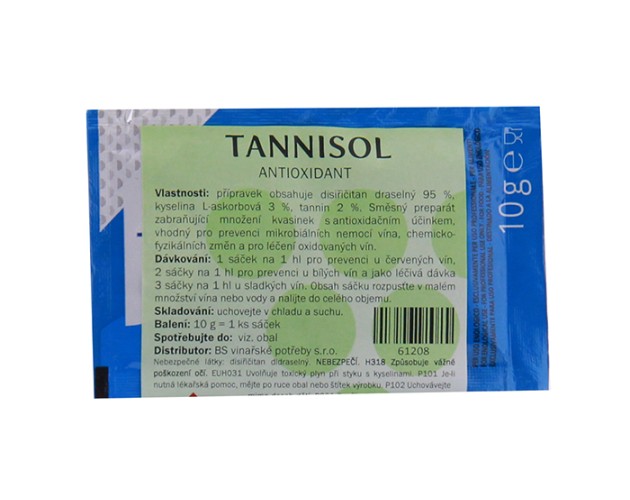 TANNISOL
ANTIOXIDANT
Vlastnosti: přípravek obsahuje disiřičitan draselný 95 %,
kyselina L-askorbová 3 %, tannin 2 %. Směsný preparát
zabraňující množení kvasinek s antioxidačním účinkem,
vhodný pro prevenci mikrobiálních nemocí vína, chemicko-
fyzikálních změn a pro léčení oxidovaných vín.
Dávkování: 1 sáček na 1 hl pro prevenci u červených vín,
2 sáčky na 1 hl pro prevenci u bílých vín a jako léčivá dávka
3 sáčky na 1 hl u sladkých vín. Obsah sáčku rozpusťte v malém
množství vína nebo vody a nalijte do celého objemu.
Skladování: uchovejte v chladu a suchu.
Balení: 10 g = 1 ks sáček
Spotřebujte do: viz. obal
Distributor: BS vinařské potřeby s.r.o.
61208
Nebezpečné látky: disiřičitan didraselný. NEBEZPEČÍ. H318 Způsobuje vážné
poškození očí. EUH031 Uvolňuje toxický plyn při styku s kyselinami. P101 Je-li
nutná lékařská pomoc, mějte po ruce obal nebo štítek výrobku. P102 Uchovávejte
10 g e